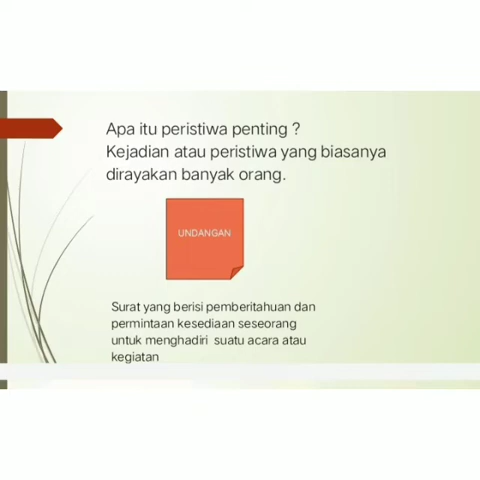 Apa itu peristiwa penting ?
Kejadian atau peristiwa yang biasanya
dirayakan banyak orang.
UNDANGAN
Surat yang berisi pemberitahuan dan
permintaan kesediaan seseorang
untuk menghadiri suatu acara atau
kegiatan